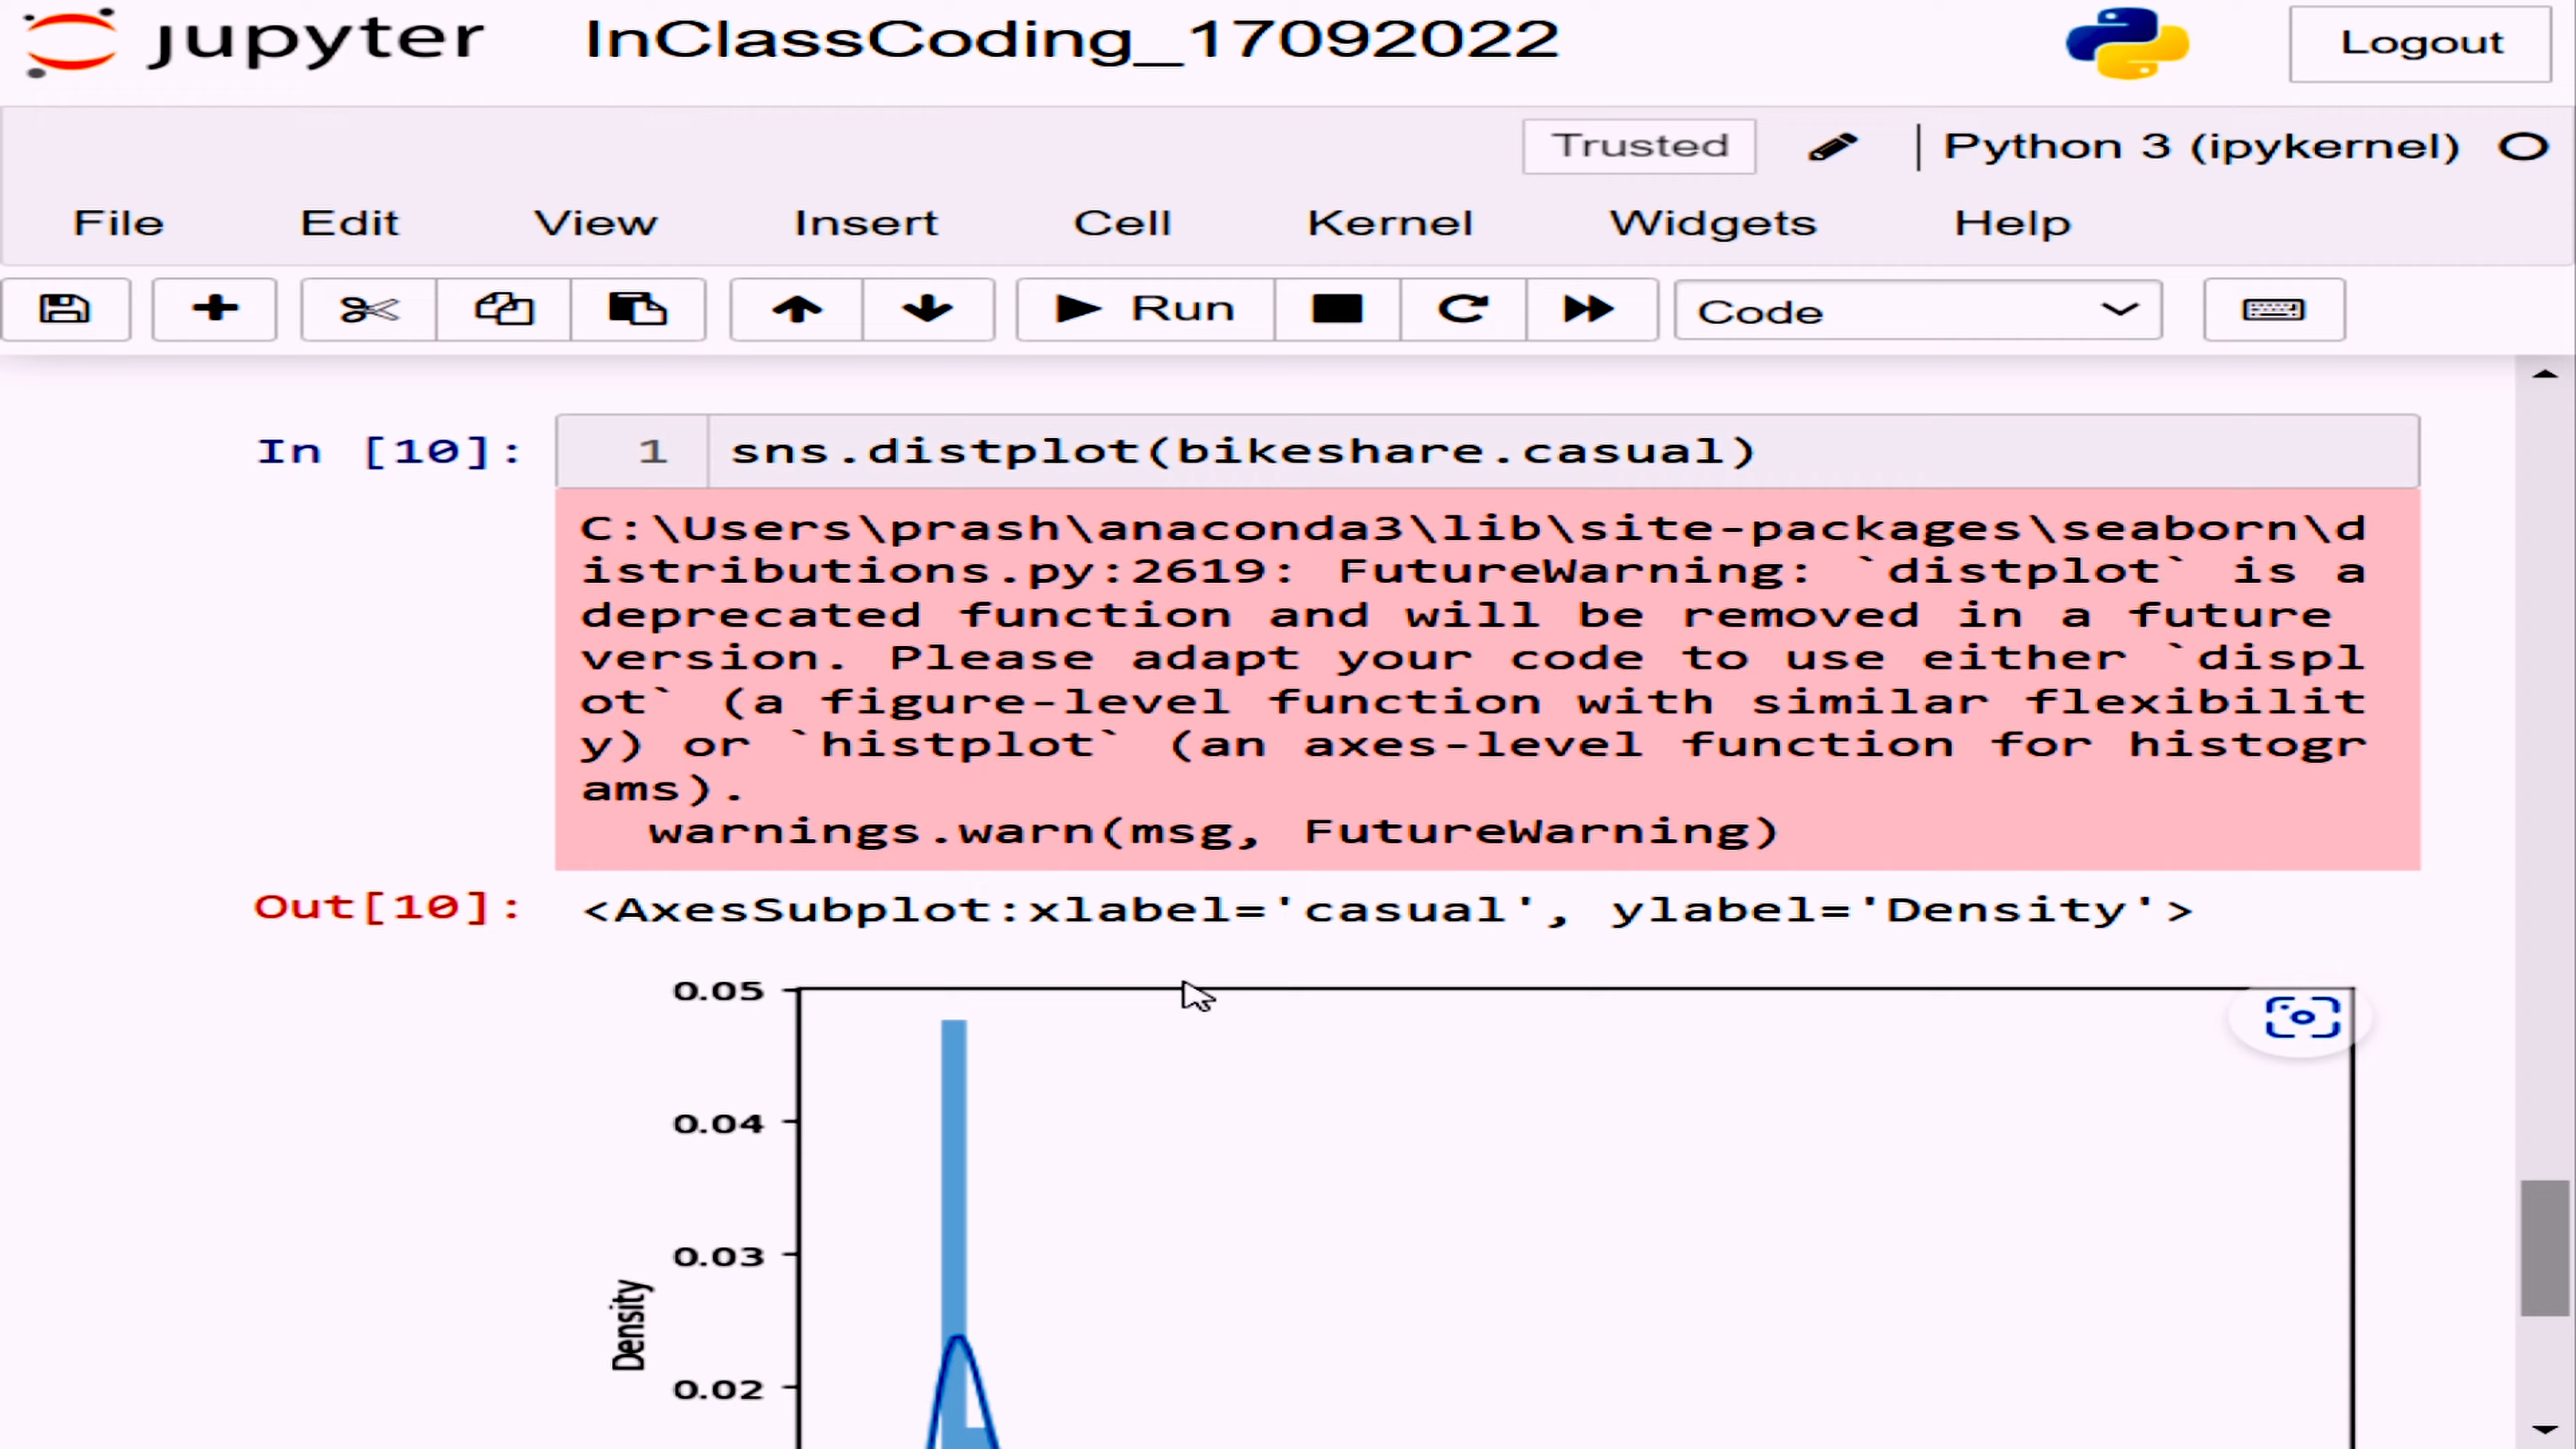 jupyter InClassCoding_17092022 Logout
Trusted Python 3 (ipykernel)
File Edit View Insert Cell Kernel Widgets Help
Run Code
In [10]: 1 sns.distplot(bikeshare.casual)
C:\Users\prash\anaconda3\lib\site-packages\seaborn\d
istributions.py:2619: FutureWarning: `distplot` is a
deprecated function and will be removed in a future
version. Please adapt your code to use either `displ
ot` (a figure-level function with similar flexibilit
y) or `histplot` (an axes-level function for histogr
ams).
warnings.warn(msg, FutureWarning)
Out[10]: <AxesSubplot:xlabel='casual', ylabel='Density'>
0.05
0.04
0.03
Density
0.02